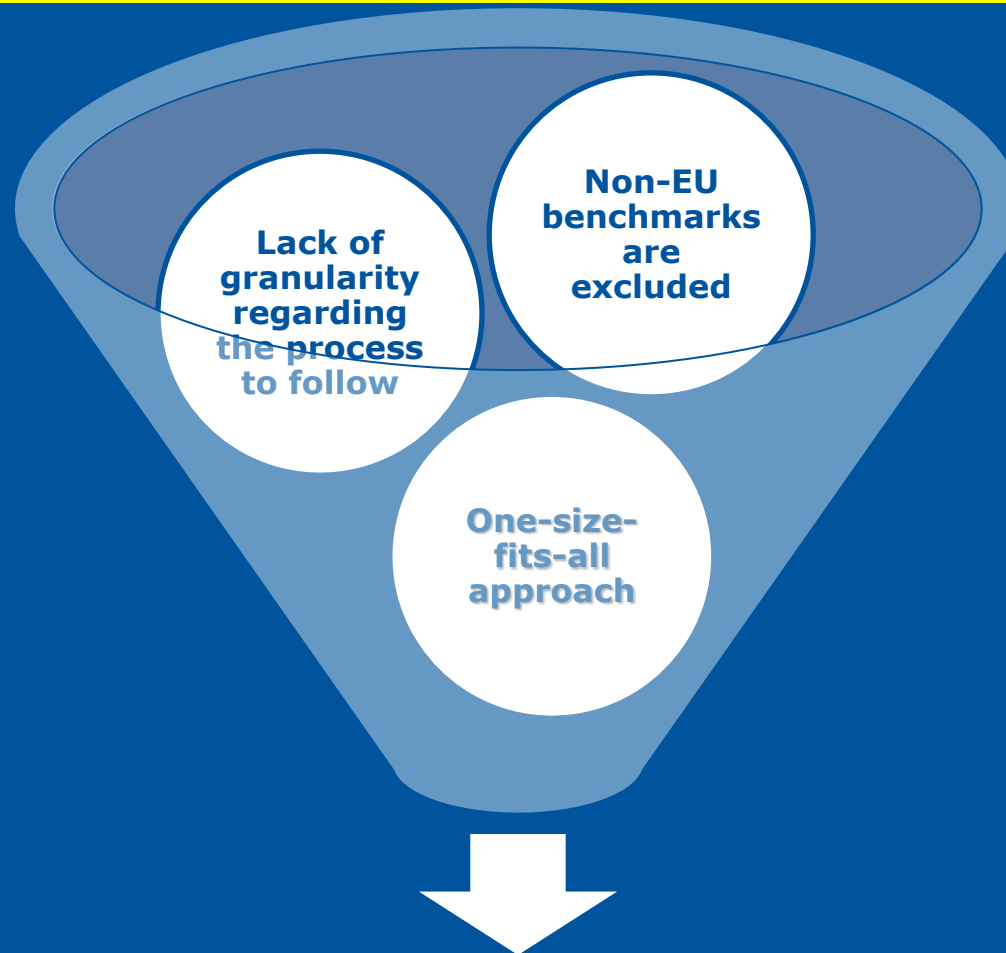 Non-EU
benchmarks
are
excluded
Lack of
granularity
regarding
the process
to follow
One-size-
fits-all
approach